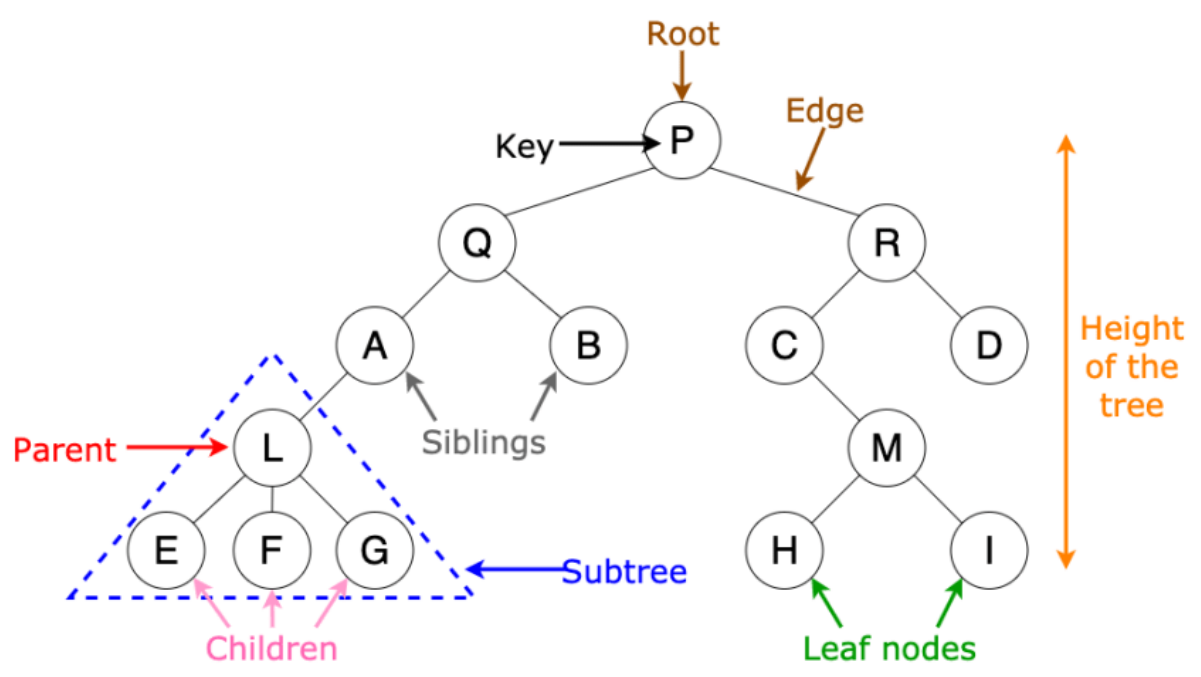 Root
Edge
Key
P
Q
R
A
B
C
D
Height
of the
tree
Siblings
Parent
L
M
E
F
G
H
I
Subtree
Children
Leaf nodes